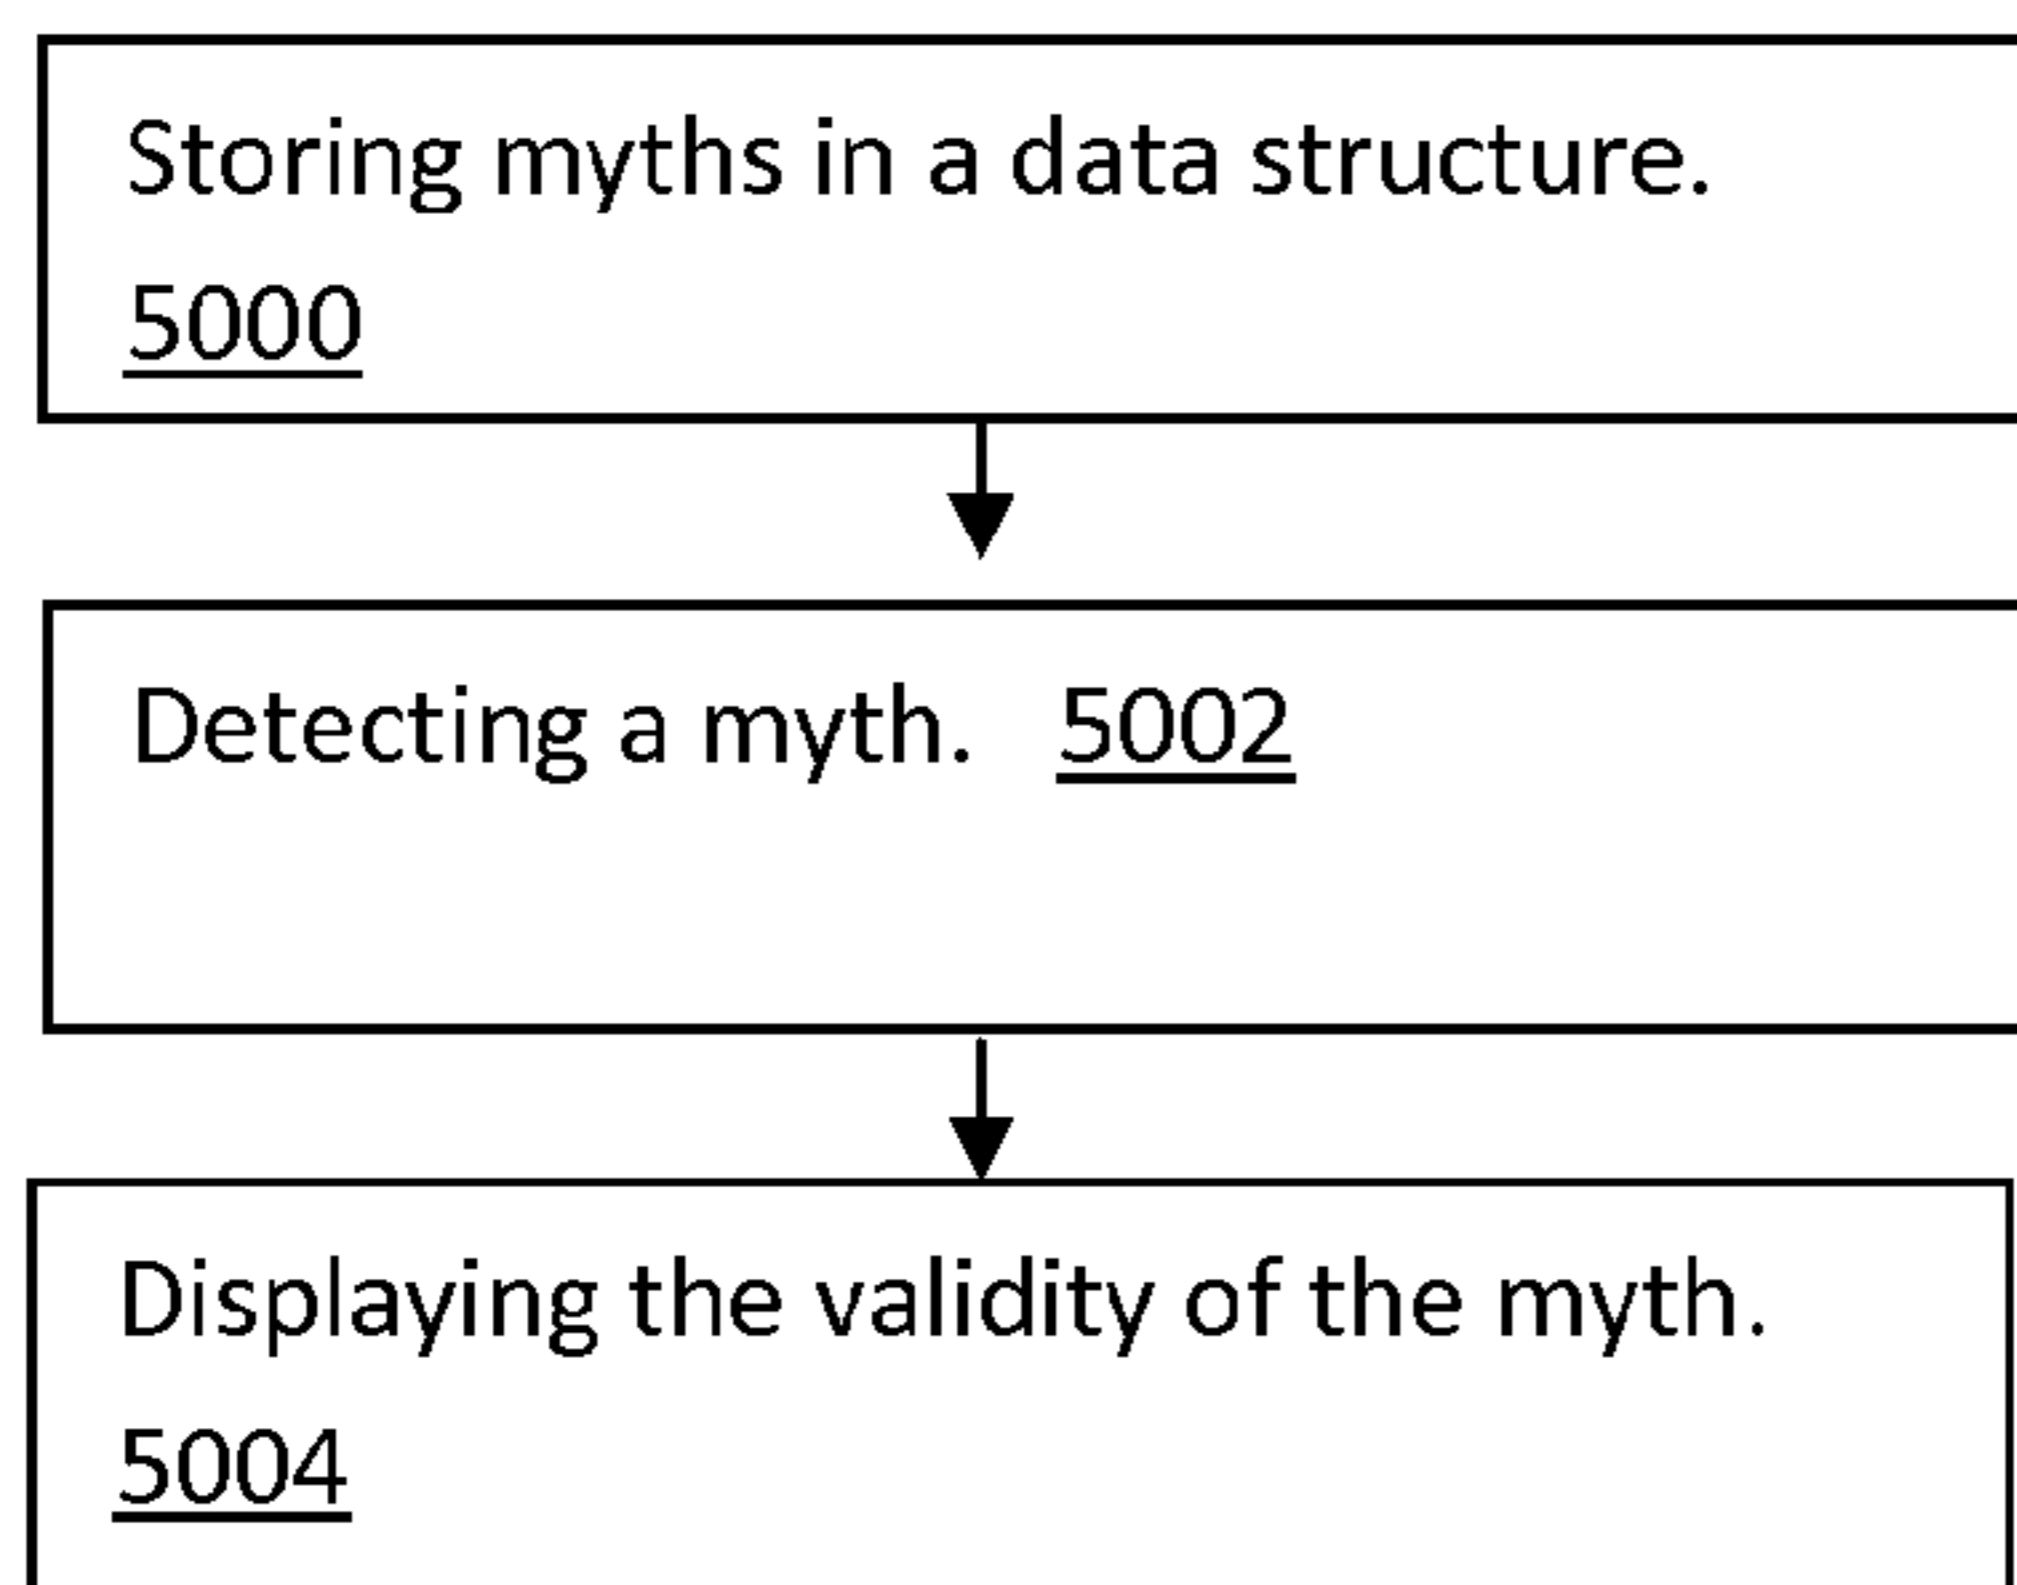 Storing myths in a data structure.
5000
Detecting a myth. 5002
Displaying the validity of the myth.
5004